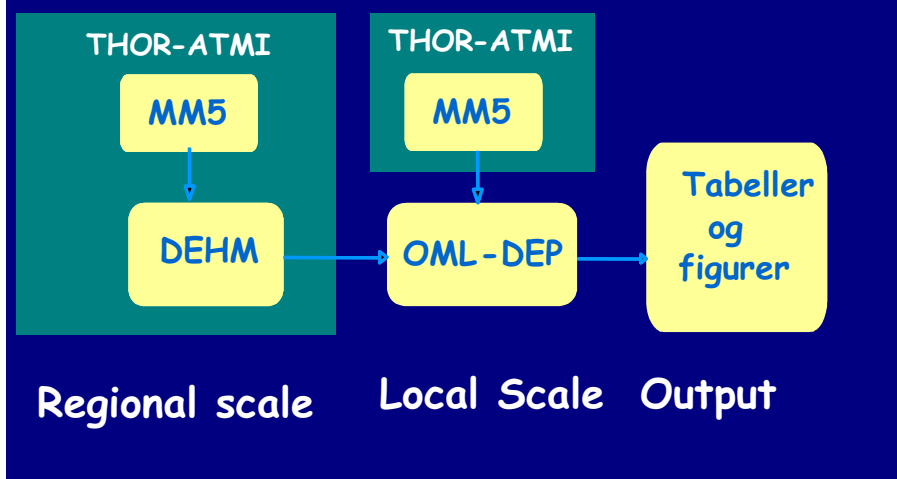 THOR-ATMI
MM5
DEHM
Regional scale
THOR-ATMI
MM5
OML-DEP
Local Scale
Tabeller
og
figurer
Output